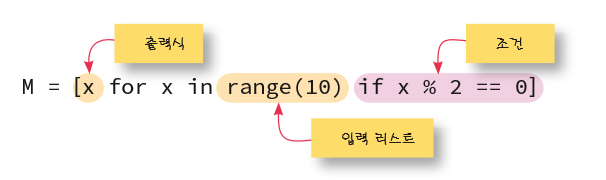 출력식
조건
M = [x for x in range(10) if x % 2 == 0]
입력 리스트